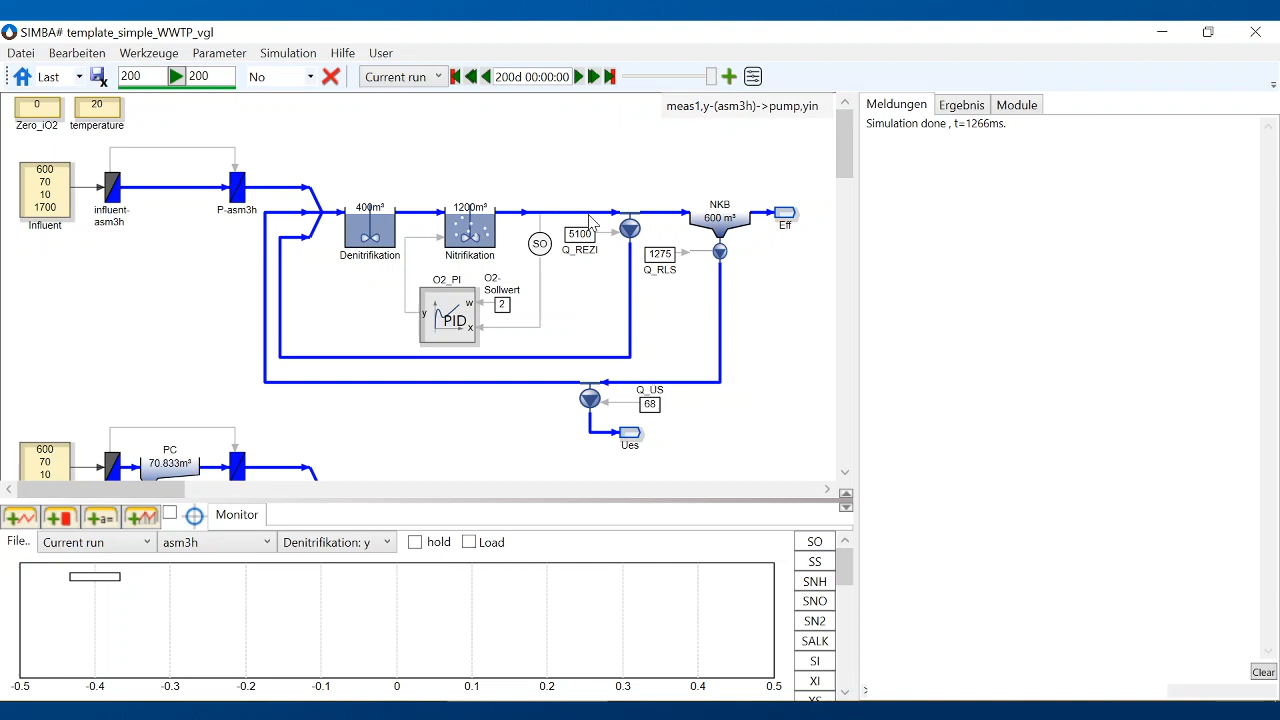 SIMBA# template_simple_WWTP_vgl
Datei Bearbeiten Werkzeuge Parameter Simulation Hilfe User
Last 200 200 No Current run 200d 00:00:00
meas1.y-(asm3h)->pump,yin
0
Zero_iO2
20
temperature
600
70
10
1700
Influent
influent-
asm3h
P-asm3h
400m³
Denitrifikation
1200m³
Nitrifikation
SO
5100
Q_REZI
NKB
600 m³
Eff
1275
Q_RLS
O2_PI
y PID w x
O2-
Sollwert
2
Q_US
68
Ues
600
70
10
PC
70.833m³
Meldungen Ergebnis Module
Simulation done , t=1266ms.
Clear
>
a=
Monitor
File.. Current run asm3h Denitrifikation: y hold Load
SO
SS
SNH
SNO
SN2
SALK
SI
XI
XS
-0.5 -0.4 -0.3 -0.2 -0.1 0 0.1 0.2 0.3 0.4 0.5